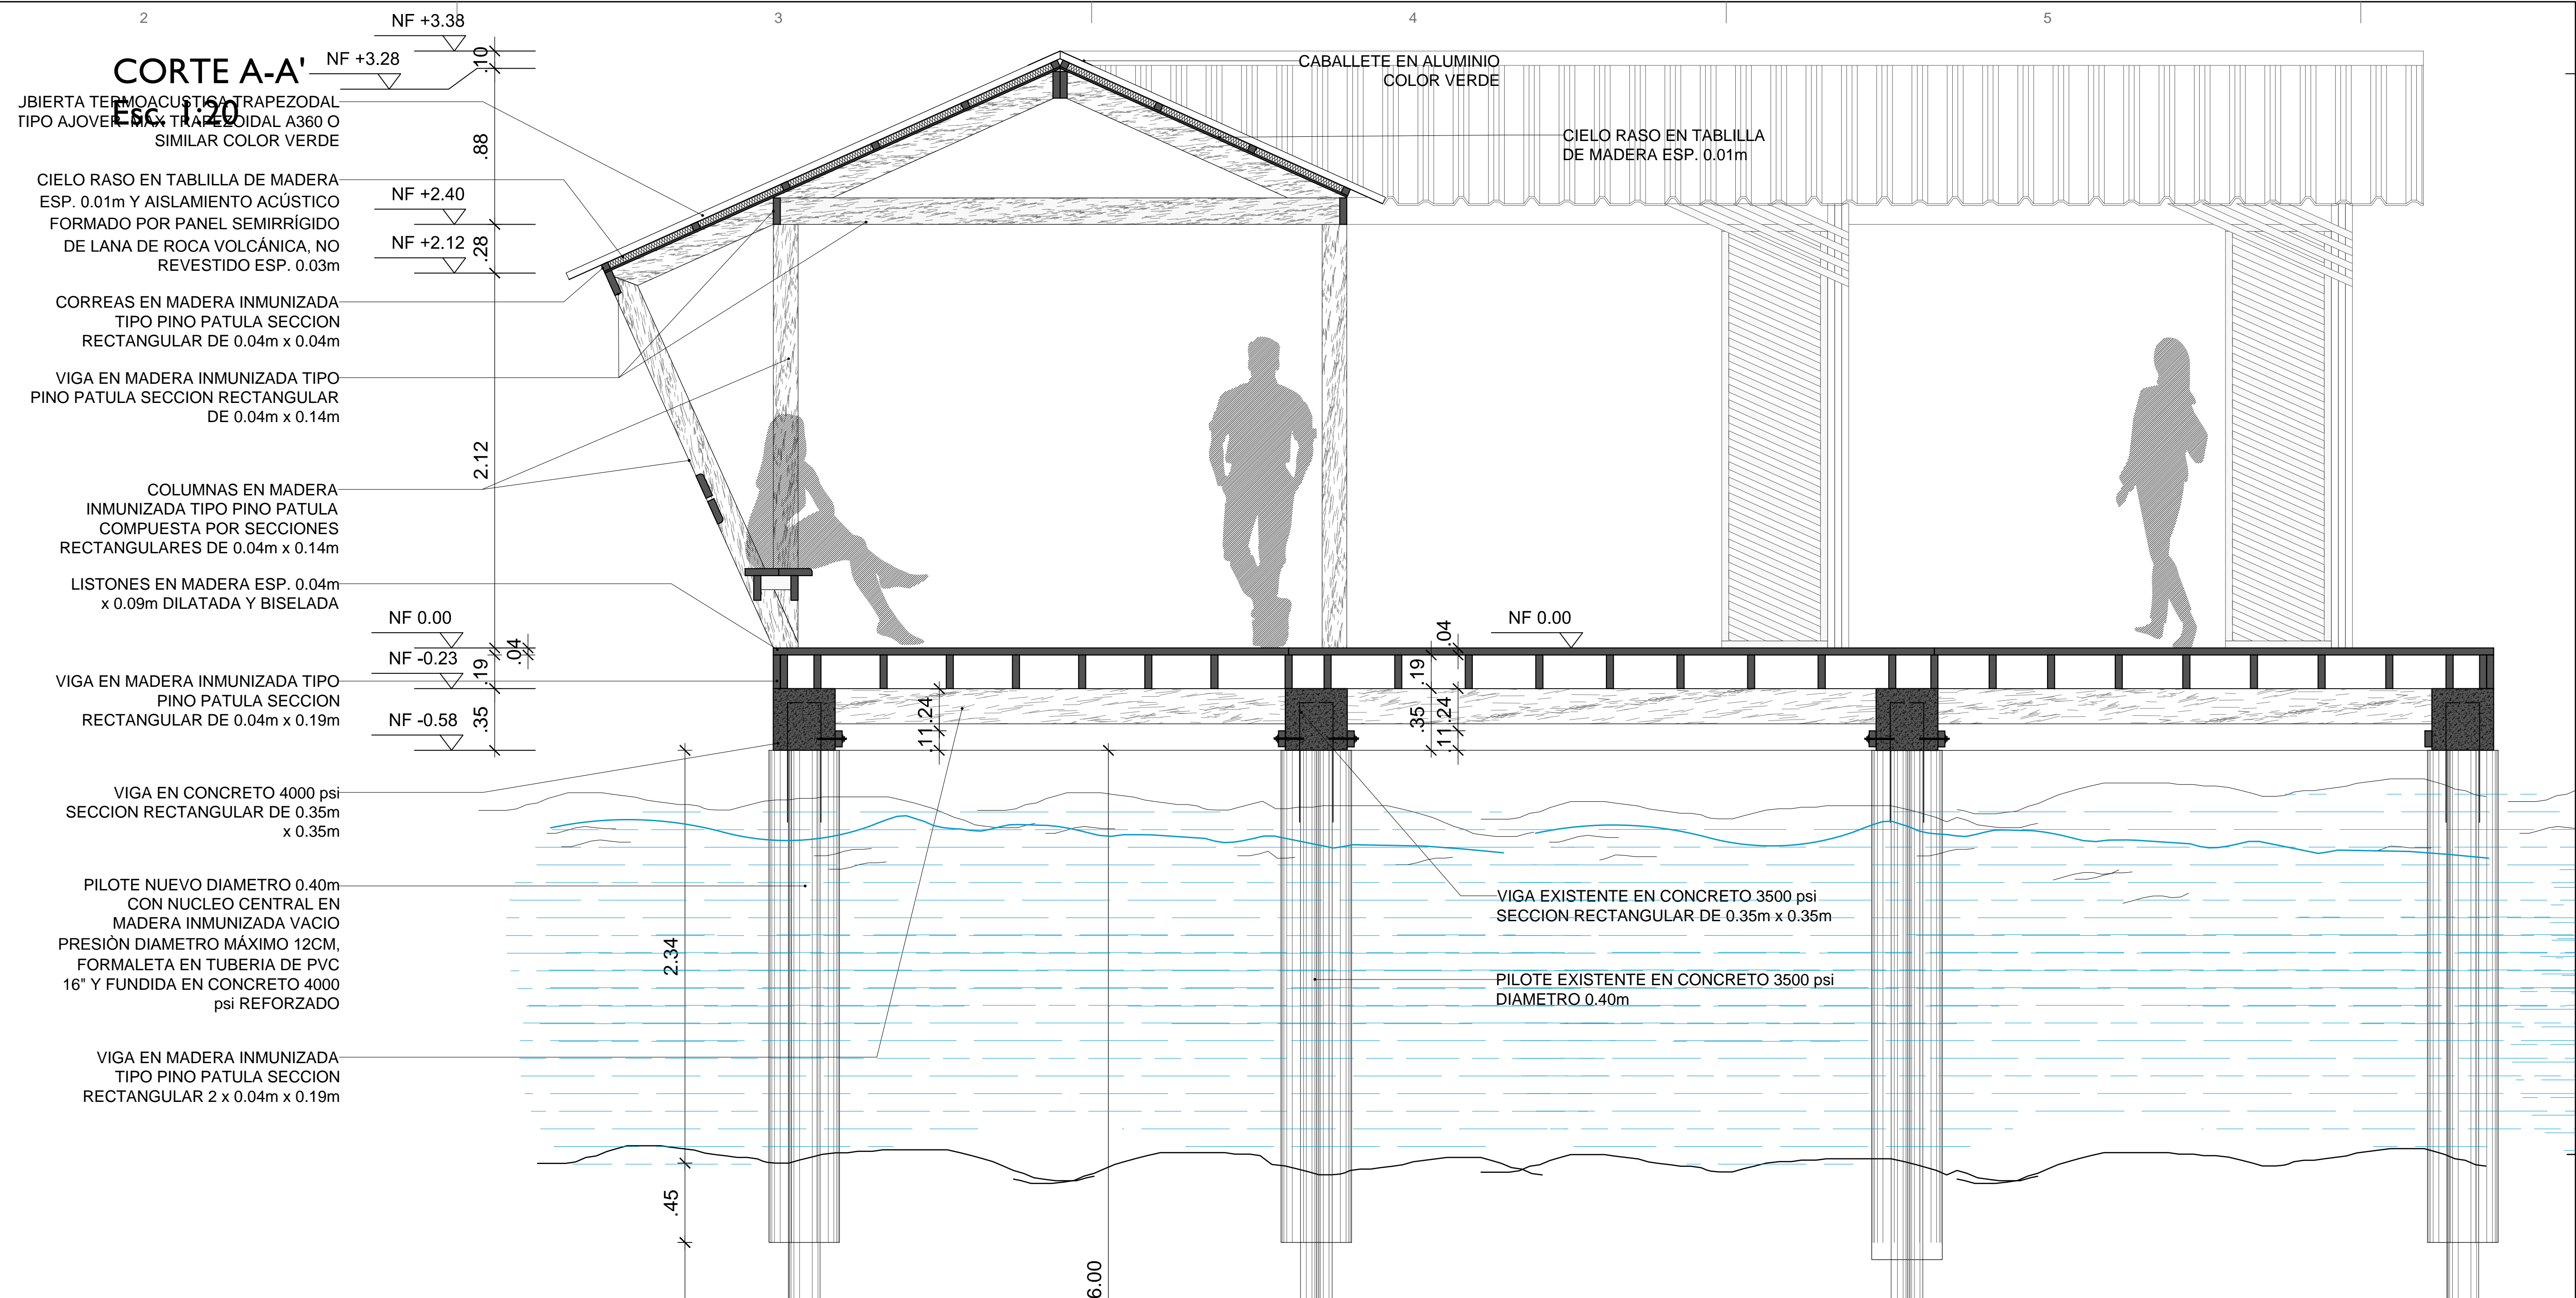 2
3
4
5
CORTE A-A'
Esc. 1:20
NF +3.38
NF +3.28
.10
TERMOACUSTICA TRAPEZODAL
TIPO AJOVER MAX TRAPEZOIDAL A360 O
SIMILAR COLOR VERDE
.88
CIELO RASO EN TABLILLA DE MADERA
ESP. 0.01m Y AISLAMIENTO ACÚSTICO
FORMADO POR PANEL SEMIRRÍGIDO
DE LANA DE ROCA VOLCÁNICA, NO
REVESTIDO ESP. 0.03m
NF +2.40
NF +2.12
.28
CORREAS EN MADERA INMUNIZADA
TIPO PINO PATULA SECCION
RECTANGULAR DE 0.04m x 0.04m
VIGA EN MADERA INMUNIZADA TIPO
PINO PATULA SECCION RECTANGULAR
DE 0.04m x 0.14m
2.12
COLUMNAS EN MADERA
INMUNIZADA TIPO PINO PATULA
COMPUESTA POR SECCIONES
RECTANGULARES DE 0.04m x 0.14m
LISTONES EN MADERA ESP. 0.04m
x 0.09m DILATADA Y BISELADA
NF 0.00
.04
NF -0.23
.19
VIGA EN MADERA INMUNIZADA TIPO
PINO PATULA SECCION
RECTANGULAR DE 0.04m x 0.19m
NF -0.58
.35
VIGA EN CONCRETO 4000 psi
SECCION RECTANGULAR DE 0.35m
x 0.35m
PILOTE NUEVO DIAMETRO 0.40m
CON NUCLEO CENTRAL EN
MADERA INMUNIZADA VACIO
PRESIÒN DIAMETRO MÁXIMO 12CM,
FORMALETA EN TUBERIA DE PVC
16" Y FUNDIDA EN CONCRETO 4000
psi REFORZADO
VIGA EN MADERA INMUNIZADA
TIPO PINO PATULA SECCION
RECTANGULAR 2 x 0.04m x 0.19m
2.34
.45
6.00
CABALLETE EN ALUMINIO
COLOR VERDE
CIELO RASO EN TABLILLA
DE MADERA ESP. 0.01m
NF 0.00
.24
.11
.04
.19
.35
.24
.11
VIGA EXISTENTE EN CONCRETO 3500 psi
SECCION RECTANGULAR DE 0.35m x 0.35m
PILOTE EXISTENTE EN CONCRETO 3500 psi
DIAMETRO 0.40m